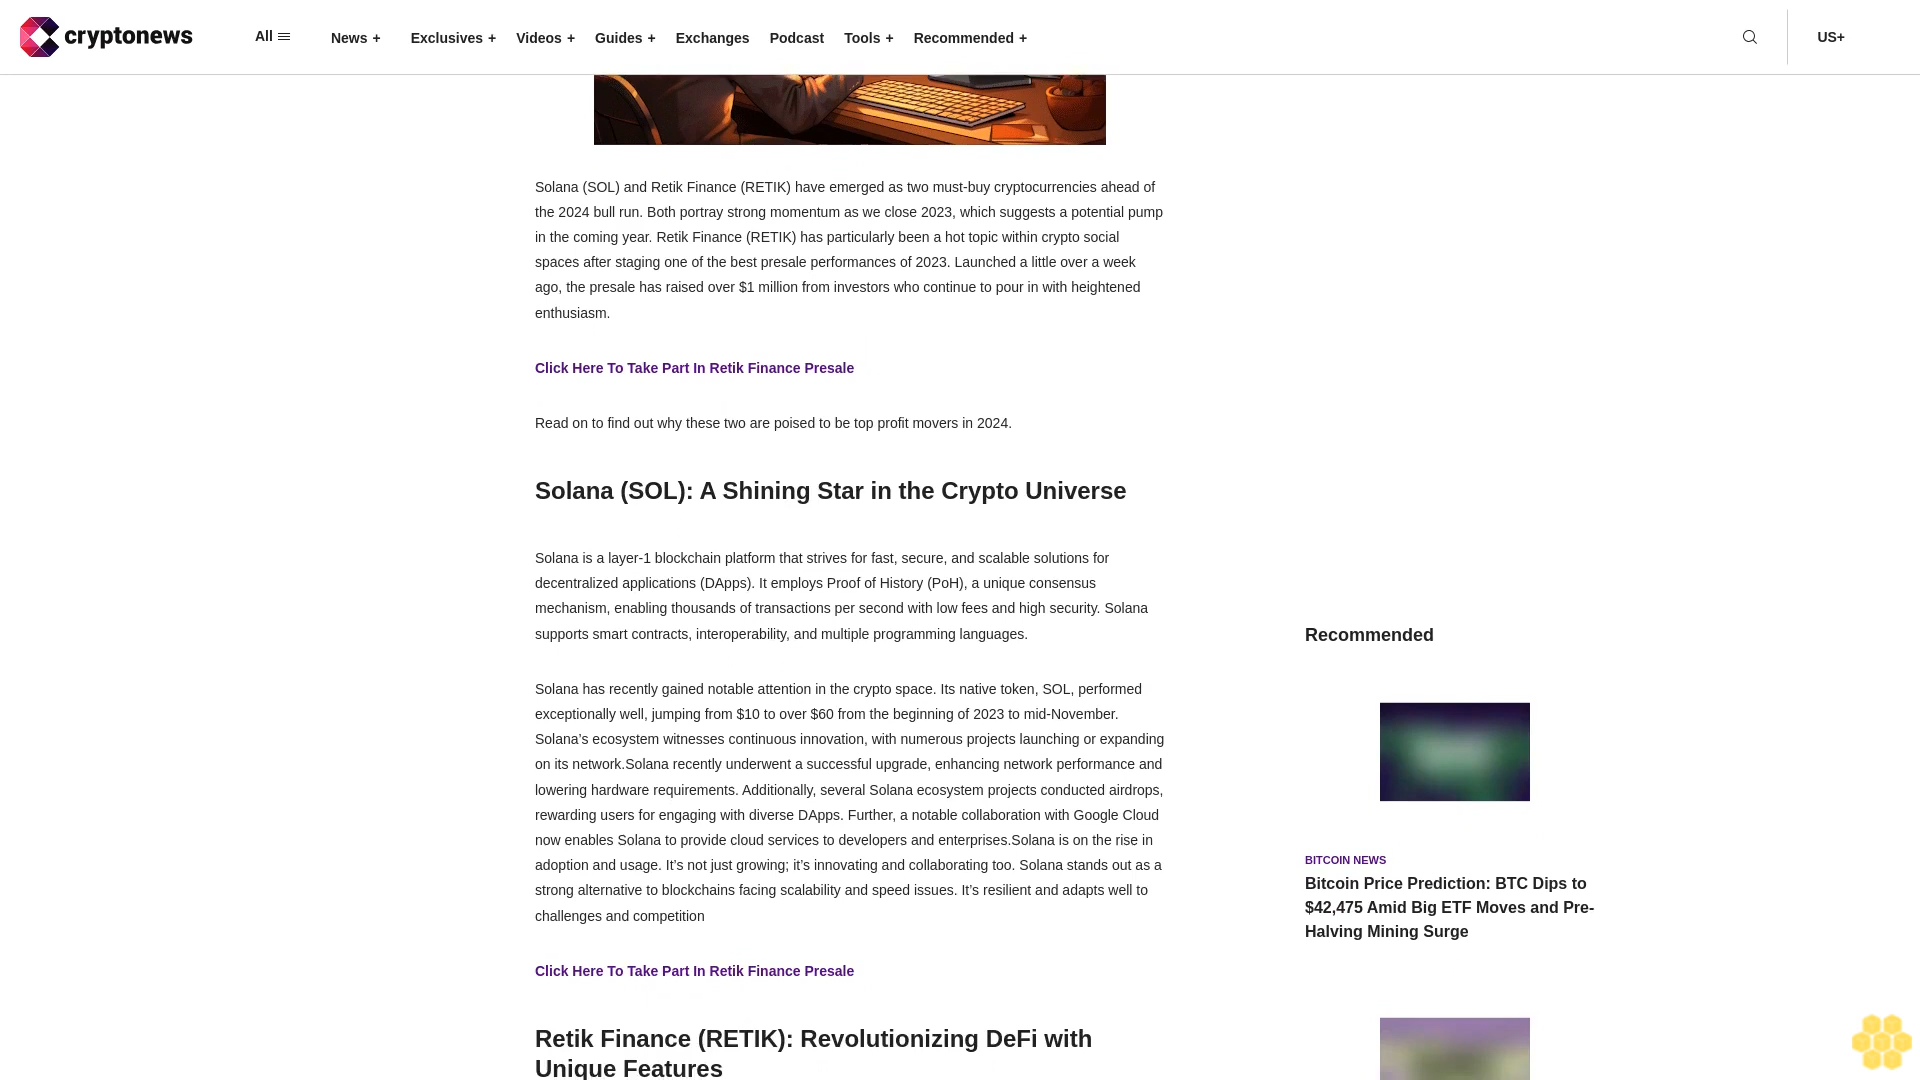 cryptonews
All
News +
Exclusives +
Videos +
Guides +
Exchanges
Podcast
Tools +
Recommended +
US+
Solana (SOL) and Retik Finance (RETIK) have emerged as two must-buy cryptocurrencies ahead of
the 2024 bull run. Both portray strong momentum as we close 2023, which suggests a potential pump
in the coming year. Retik Finance (RETIK) has particularly been a hot topic within crypto social
spaces after staging one of the best presale performances of 2023. Launched a little over a week
ago, the presale has raised over $1 million from investors who continue to pour in with heightened
enthusiasm.
Click Here To Take Part In Retik Finance Presale
Read on to find out why these two are poised to be top profit movers in 2024.
Solana (SOL): A Shining Star in the Crypto Universe
Solana is a layer-1 blockchain platform that strives for fast, secure, and scalable solutions for
decentralized applications (DApps). It employs Proof of History (PoH), a unique consensus
mechanism, enabling thousands of transactions per second with low fees and high security. Solana
supports smart contracts, interoperability, and multiple programming languages.
Solana has recently gained notable attention in the crypto space. Its native token, SOL, performed
exceptionally well, jumping from $10 to over $60 from the beginning of 2023 to mid-November.
Solana’s ecosystem witnesses continuous innovation, with numerous projects launching or expanding
on its network.Solana recently underwent a successful upgrade, enhancing network performance and
lowering hardware requirements. Additionally, several Solana ecosystem projects conducted airdrops,
rewarding users for engaging with diverse DApps. Further, a notable collaboration with Google Cloud
now enables Solana to provide cloud services to developers and enterprises.Solana is on the rise in
adoption and usage. It’s not just growing; it’s innovating and collaborating too. Solana stands out as a
strong alternative to blockchains facing scalability and speed issues. It’s resilient and adapts well to
challenges and competition
Click Here To Take Part In Retik Finance Presale
Retik Finance (RETIK): Revolutionizing DeFi with
Unique Features
Recommended
BITCOIN NEWS
Bitcoin Price Prediction: BTC Dips to
$42,475 Amid Big ETF Moves and Pre-
Halving Mining Surge